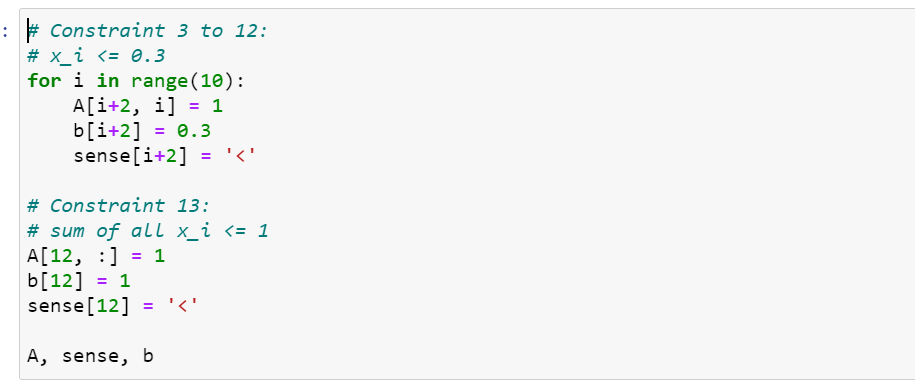 : # Constraint 3 to 12:
# x_i <= 0.3
for i in range(10):
    A[i+2, i] = 1
    b[i+2] = 0.3
    sense[i+2] = '<'
# Constraint 13:
# sum of all x_i <= 1
A[12, :] = 1
b[12] = 1
sense[12] = '<'
A, sense, b